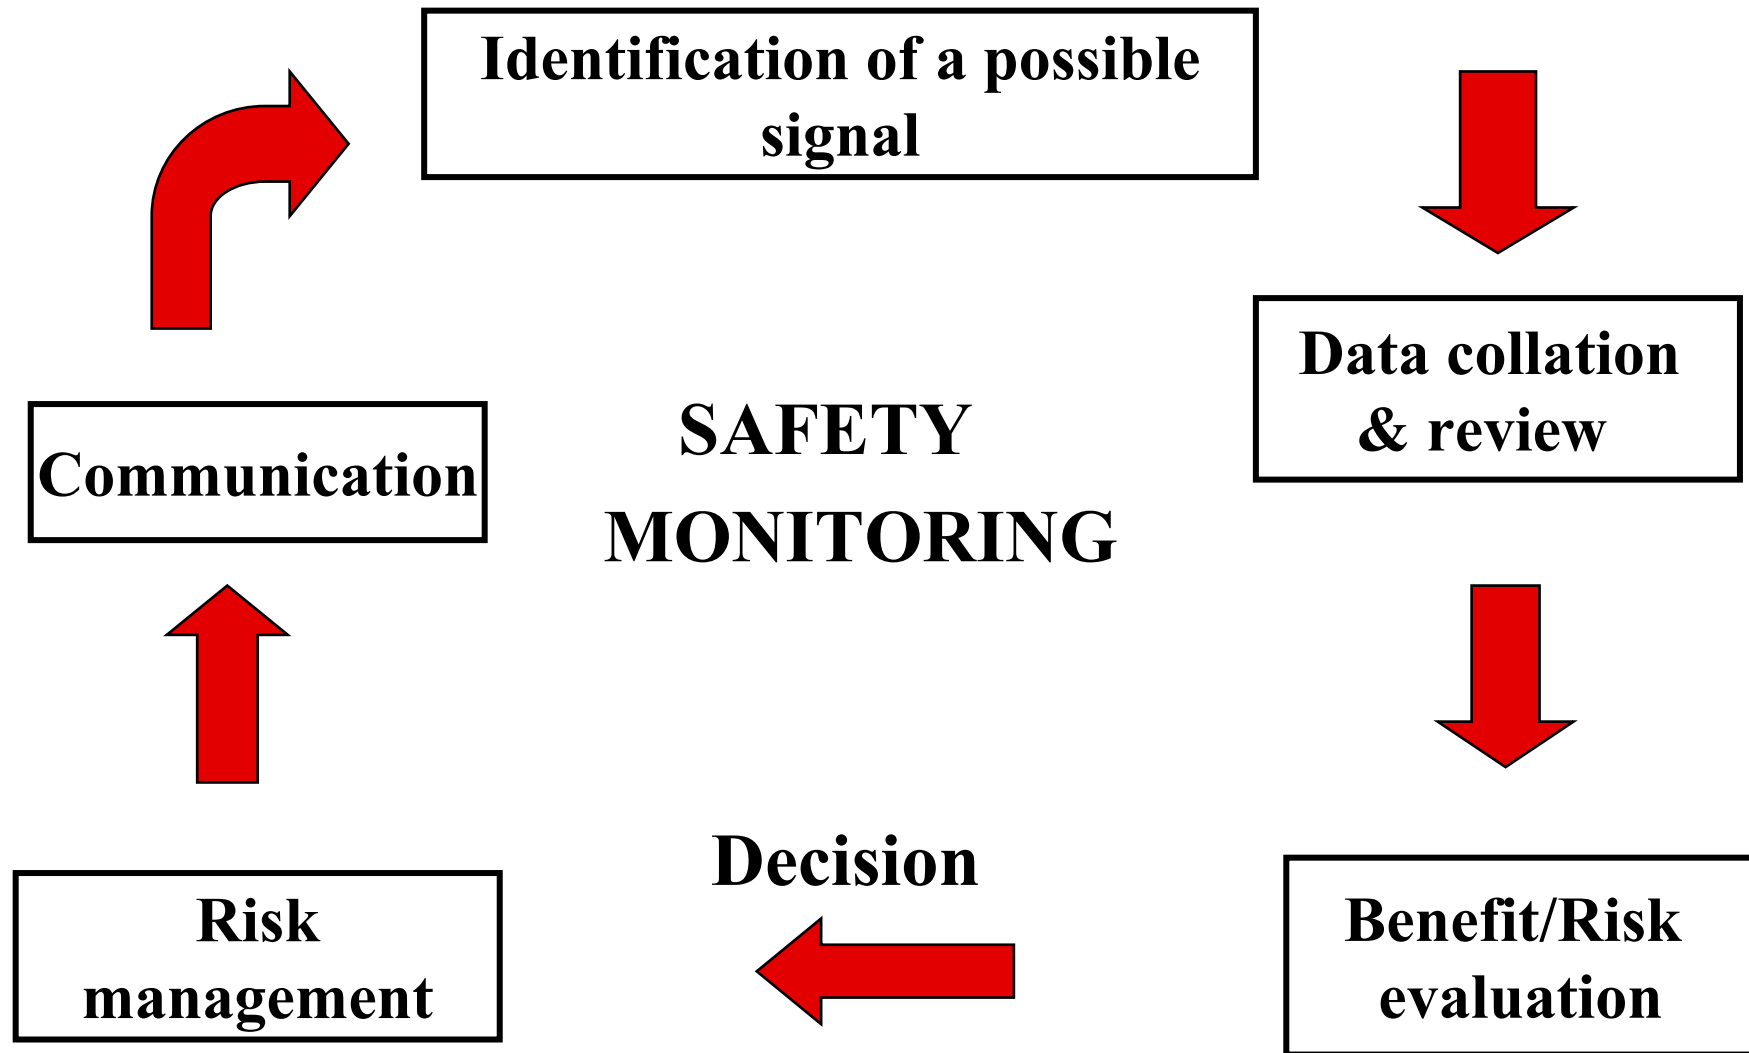 Identification of a possible
signal
Data collation
& review
Communication
SAFETY
MONITORING
Decision
Risk
management
Benefit/Risk
evaluation